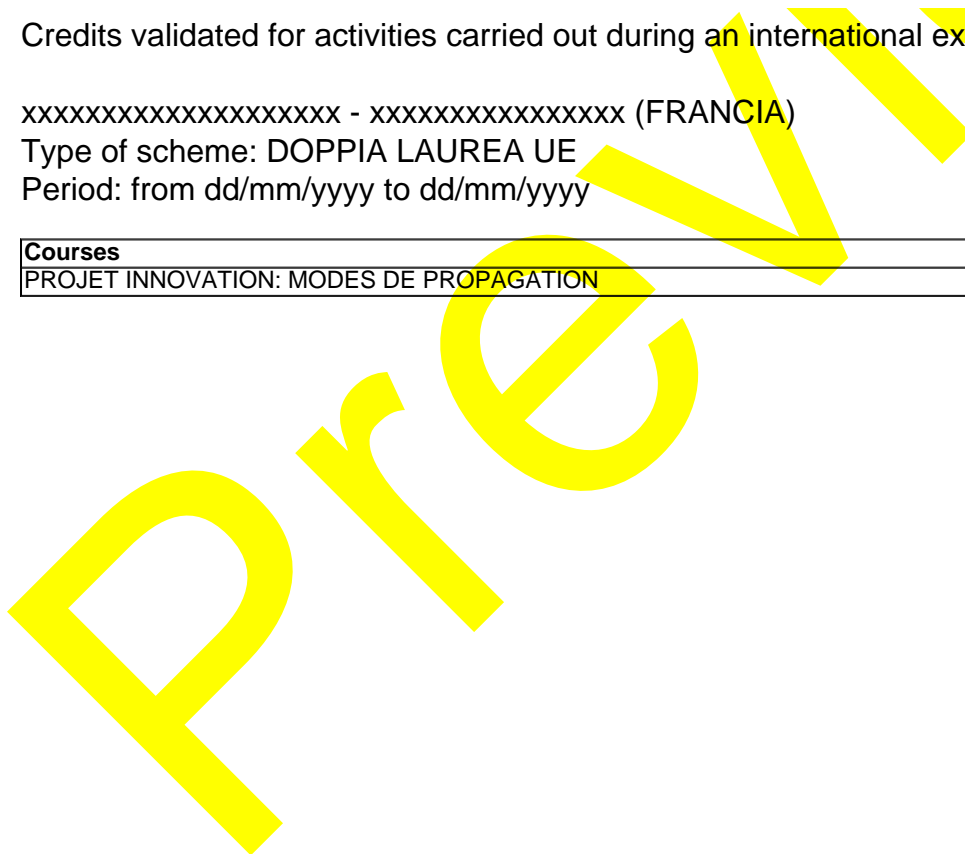 Credits validated for activities carried out during an international ex
xxxxxxxxxxxxxxxxxxxx - xxxxxxxxxxxxxxxx (FRANCIA)
Type of scheme: DOPPIA LAUREA UE
Period: from dd/mm/yyyy to dd/mm/yyyy
Courses
PROJET INNOVATION: MODES DE PROPAGATION
Previ